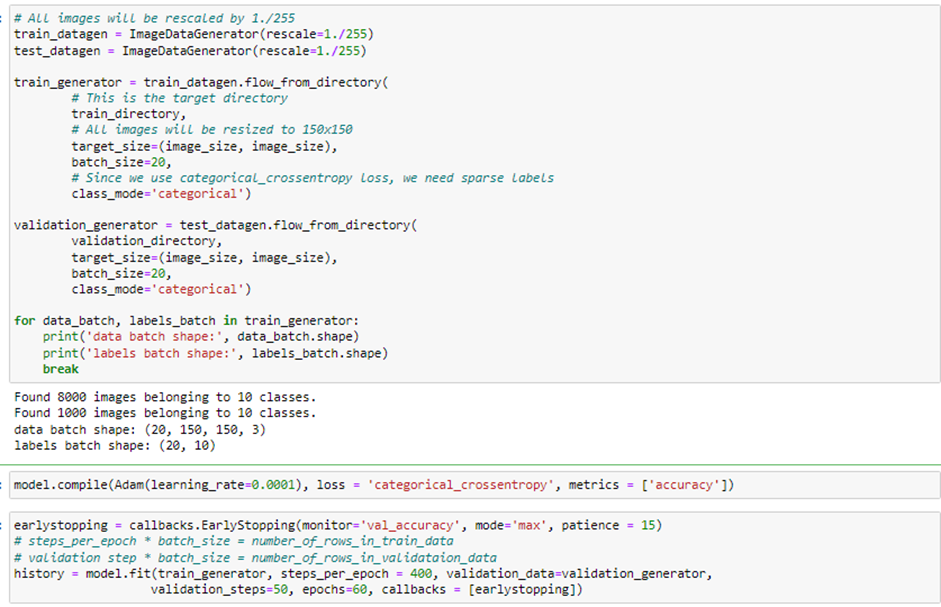 # All images will be rescaled by 1./255
train_datagen = ImageDataGenerator(rescale=1./255)
test_datagen = ImageDataGenerator(rescale=1./255)
train_generator = train_datagen.flow_from_directory(
# This is the target directory
train_directory,
# All images will be resized to 150x150
target_size=(image_size, image_size),
batch_size=20,
# Since we use categorical_crossentropy loss, we need sparse labels
class_mode='categorical')
validation_generator = test_datagen.flow_from_directory(
validation_directory,
target_size=(image_size, image_size),
batch_size=20,
class_mode='categorical')
for data_batch, labels_batch in train_generator:
print('data batch shape:', data_batch.shape)
print('labels batch shape:', labels_batch.shape)
break
Found 8000 images belonging to 10 classes.
Found 1000 images belonging to 10 classes.
data batch shape: (20, 150, 150, 3)
labels batch shape: (20, 10)
model.compile(Adam(learning_rate=0.0001), loss = 'categorical_crossentropy', metrics = ['accuracy'])
earlystopping = callbacks.EarlyStopping(monitor='val_accuracy', mode='max', patience = 15)
# steps_per_epoch * batch_size = number_of_rows_in_train_data
# validation step * batch_size = number_of_rows_in_validataion_data
history = model.fit(train_generator, steps_per_epoch = 400, validation_data=validation_generator,
validation_steps=50, epochs=60, callbacks = [earlystopping])